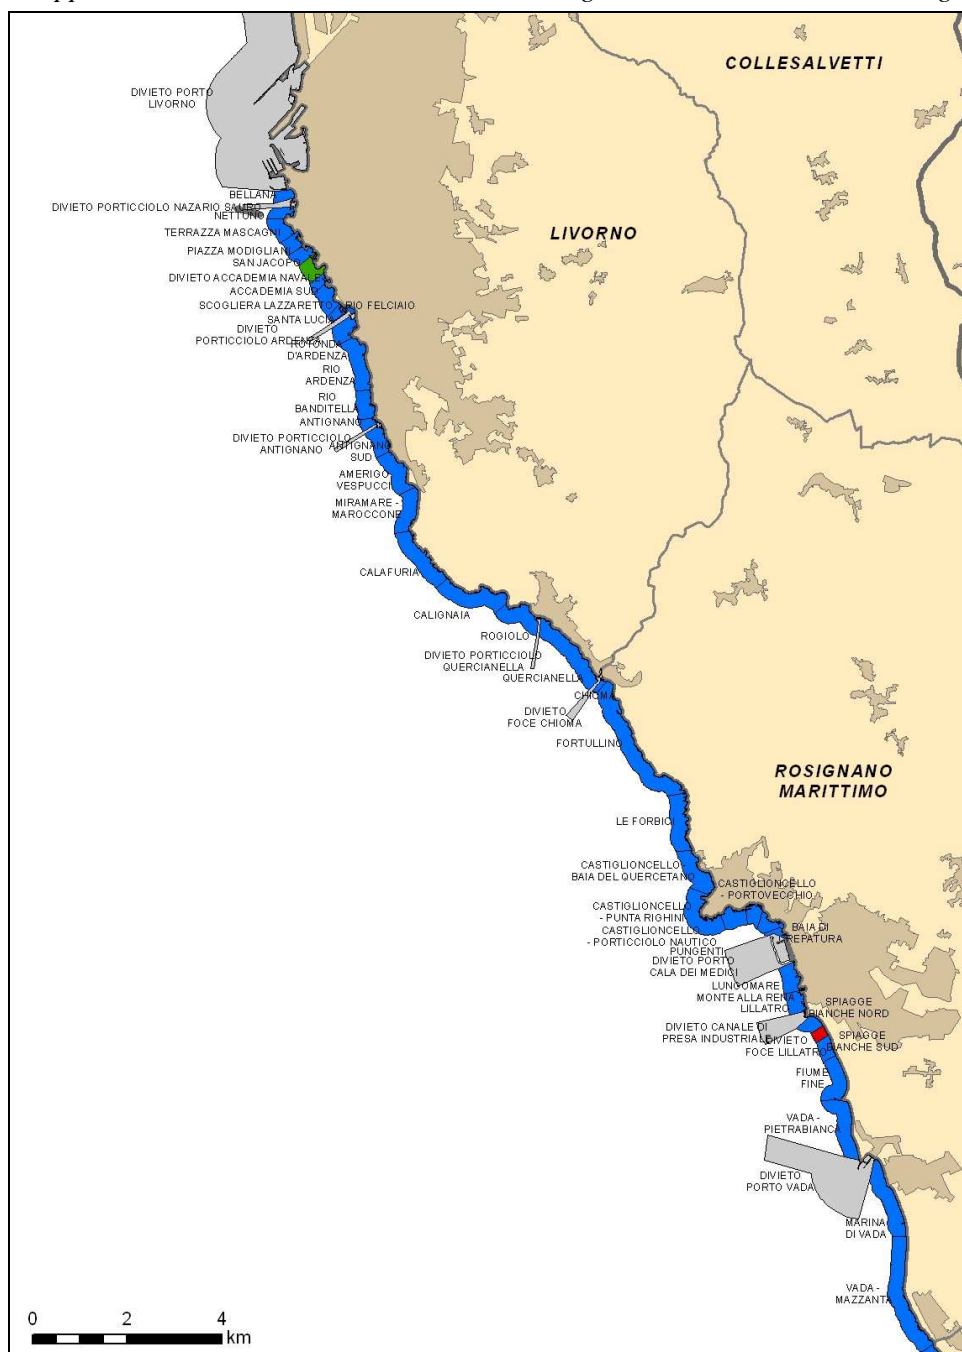 COLLESALVETTI
DIVIETO PORTO
LIVORNO
BELLANA
DIVIETO PORTICCIOLO NAZARIO SAURO
NETTUNO
TERRAZZA MASCAGNI
LIVORNO
PIAZZA MODIGLIANI
SAN JACOPO
DIVIETO ACCADEMIA NAVALE
ACCADEMIA SUD
SCOGLIERA LAZZARETTO
RIO FELCIAIO
SANTA LUCIA
DIVIETO
PORTICCIOLO ARDENZA
ROTONDA
D'ARDENZA
RIO
ARDENZA
RIO
BANDITELLA
ANTIGNANO
DIVIETO PORTICCIOLO
ANTIGNANO
ANTIGNANO
SUD
AMERIGO
VESPUCCI
MIRAMARE -
MAROCCONE
CALAFURIA
CALIGNAIA
ROGIOLO
DIVIETO PORTICCIOLO
QUERCIANELLA
QUERCIANELLA
CHIOMA
DIVIETO
FOCE CHIOMA
FORTULLINO
ROSIGNANO
MARITTIMO
LE FORBICI
CASTIGLIONCELLO -
BAIA DEL QUERCETANO
CASTIGLIONCELLO
- PORTOVECCHIO
CASTIGLIONCELLO
- PUNTA RIGHINI
CASTIGLIONCELLO
- PORTICCIOLO NAUTICO
BAIA DI
CREPATURA
PUNGENTI
DIVIETO PORTO
CALA DEI MEDICI
LUNGOMARE
MONTE ALLA RENA
LILLATRO
SPIAGGE
BIANCHE NORD
DIVIETO CANALE DI
PRESA INDUSTRIALE
DIVIETO
FOCE LILLATRO
SPIAGGE
BIANCHE SUD
FIUME
FINE
VADA -
PIETRABIANCA
DIVIETO
PORTO VADA
MARINA
DI VADA
VADA -
MAZZANTA
0 2 4
km